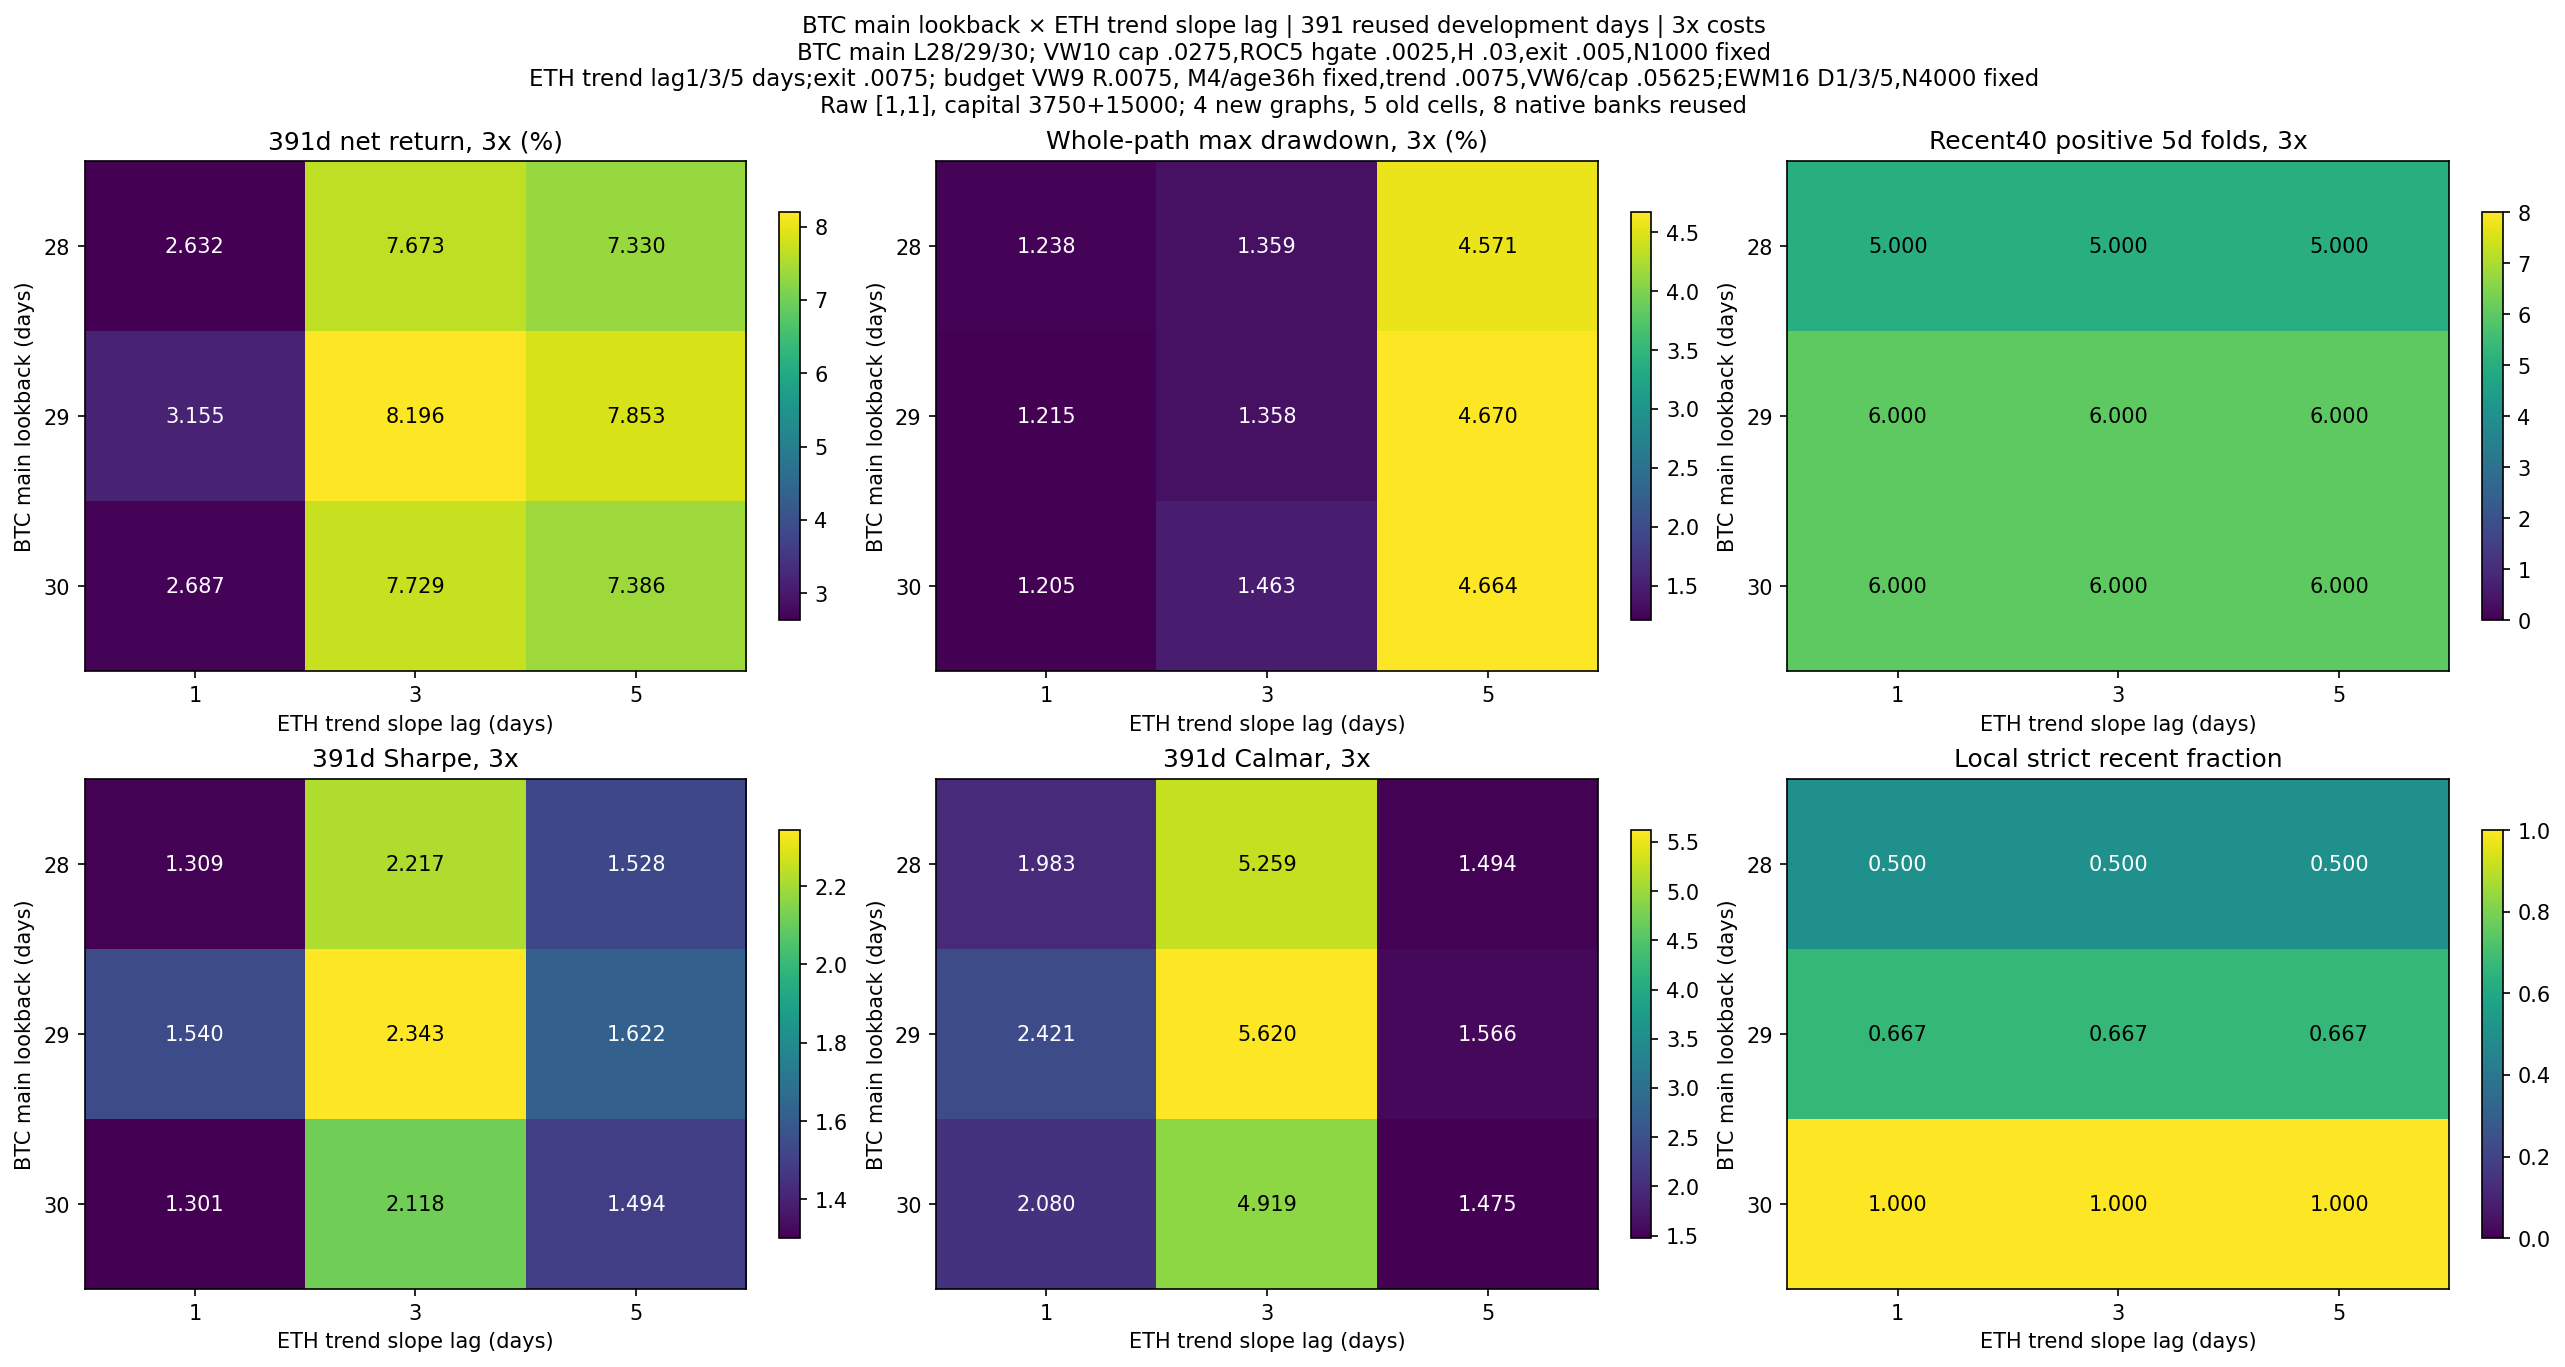 BTC main lookback × ETH trend slope lag | 391 reused development days | 3x costs
BTC main L28/29/30; VW10 cap .0275,ROC5 hgate .0025,H .03,exit .005,N1000 fixed
ETH trend lag1/3/5 days;exit .0075; budget VW9 R.0075, M4/age36h fixed,trend .0075,VW6/cap .05625;EWM16 D1/3/5,N4000 fixed
Raw [1,1], capital 3750+15000; 4 new graphs, 5 old cells, 8 native banks reused
391d net return, 3x (%)
BTC main lookback (days)
28
29
30
2.632 7.673 7.330
3.155 8.196 7.853
2.687 7.729 7.386
1 3 5
ETH trend slope lag (days)
8
7
6
5
4
3
Whole-path max drawdown, 3x (%)
BTC main lookback (days)
28
29
30
1.238 1.359 4.571
1.215 1.358 4.670
1.205 1.463 4.664
1 3 5
ETH trend slope lag (days)
4.5
4.0
3.5
3.0
2.5
2.0
1.5
Recent40 positive 5d folds, 3x
BTC main lookback (days)
28
29
30
5.000 5.000 5.000
6.000 6.000 6.000
6.000 6.000 6.000
1 3 5
ETH trend slope lag (days)
8
7
6
5
4
3
2
1
0
391d Sharpe, 3x
BTC main lookback (days)
28
29
30
1.309 2.217 1.528
1.540 2.343 1.622
1.301 2.118 1.494
1 3 5
ETH trend slope lag (days)
2.2
2.0
1.8
1.6
1.4
391d Calmar, 3x
BTC main lookback (days)
28
29
30
1.983 5.259 1.494
2.421 5.620 1.566
2.080 4.919 1.475
1 3 5
ETH trend slope lag (days)
5.5
5.0
4.5
4.0
3.5
3.0
2.5
2.0
1.5
Local strict recent fraction
BTC main lookback (days)
28
29
30
0.500 0.500 0.500
0.667 0.667 0.667
1.000 1.000 1.000
1 3 5
ETH trend slope lag (days)
1.0
0.8
0.6
0.4
0.2
0.0